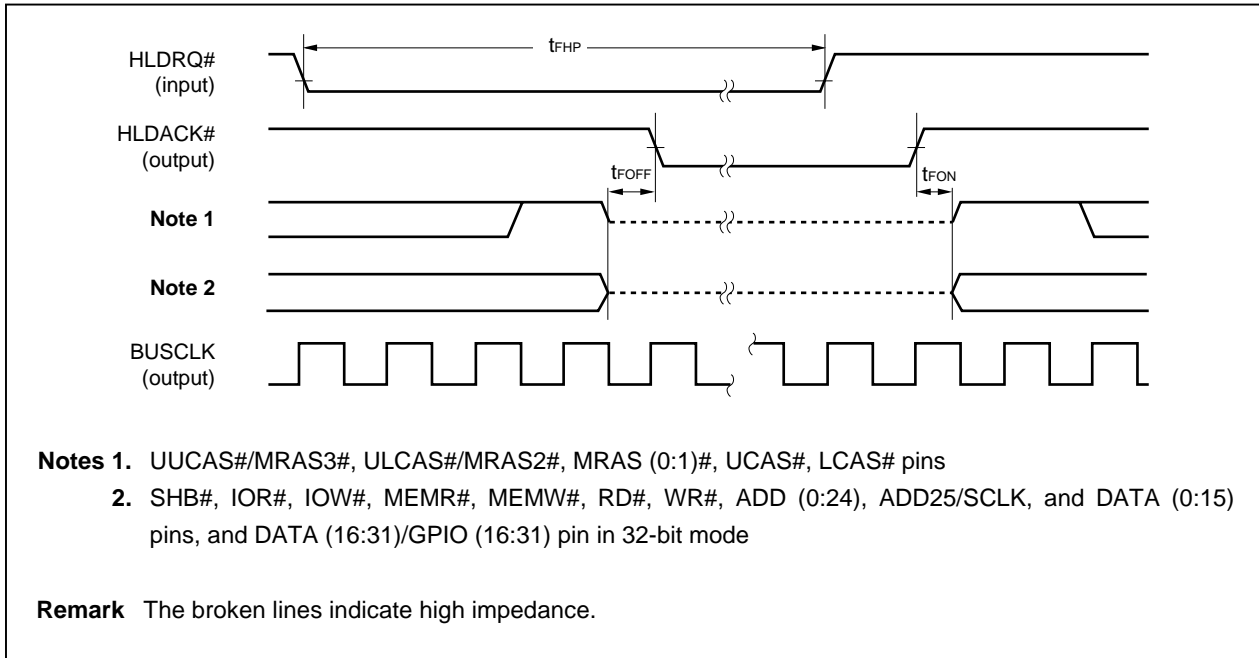 tFHP
HLDRQ#
(input)
HLDACK#
(output)
tFOFF
tFON
Note 1
Note 2
BUSCLK
(output)
Notes 1. UUCAS#/MRAS3#, ULCAS#/MRAS2#, MRAS (0:1)#, UCAS#, LCAS# pins
2. SHB#, IOR#, IOW#, MEMR#, MEMW#, RD#, WR#, ADD (0:24), ADD25/SCLK, and DATA (0:15)
pins, and DATA (16:31)/GPIO (16:31) pin in 32-bit mode
Remark The broken lines indicate high impedance.